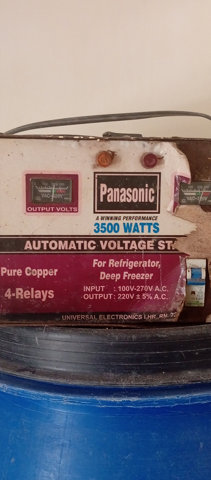 OUTPUT VOLTS
Panasonic
A WINNING PERFORMANCE
3500 WATTS
AUTOMATIC VOLTAGE ST
Pure Copper
4-Relays
For Refrigerator,
Deep Freezer
INPUT : 100V-270V A.C.
OUTPUT : 220V ± 5% A.C.
UNIVERSAL ELECTRONICS LHR.